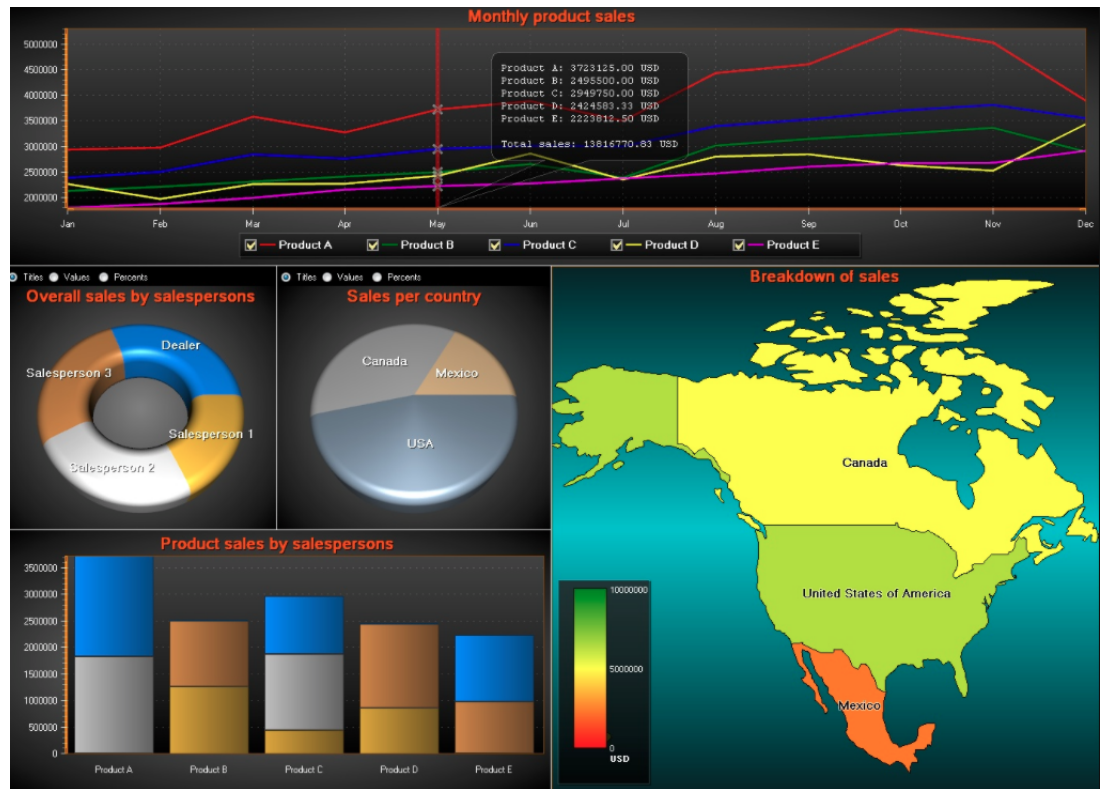 Monthly product sales
5000000
4500000
4000000
3500000
3000000
2500000
2000000
Product A: 3723125.00 USD
Product B: 2495500.00 USD
Product C: 2949750.00 USD
Product D: 2424583.33 USD
Product E: 2223812.50 USD
Total sales: 13816770.83 USD
Jan Feb Mar Apr May Jun Jul Aug Sep Oct Nov Dec
Product A Product B Product C Product D Product E
Titles Values Percents
Overall sales by salespersons
Dealer
Salesperson 3
Salesperson 1
Salesperson 2
Titles Values Percents
Sales per country
Canada
Mexico
USA
Breakdown of sales
Canada
United States of America
Mexico
10000000
5000000
0
USD
Product sales by salespersons
3500000
3000000
2500000
2000000
1500000
1000000
500000
0
Product A Product B Product C Product D Product E